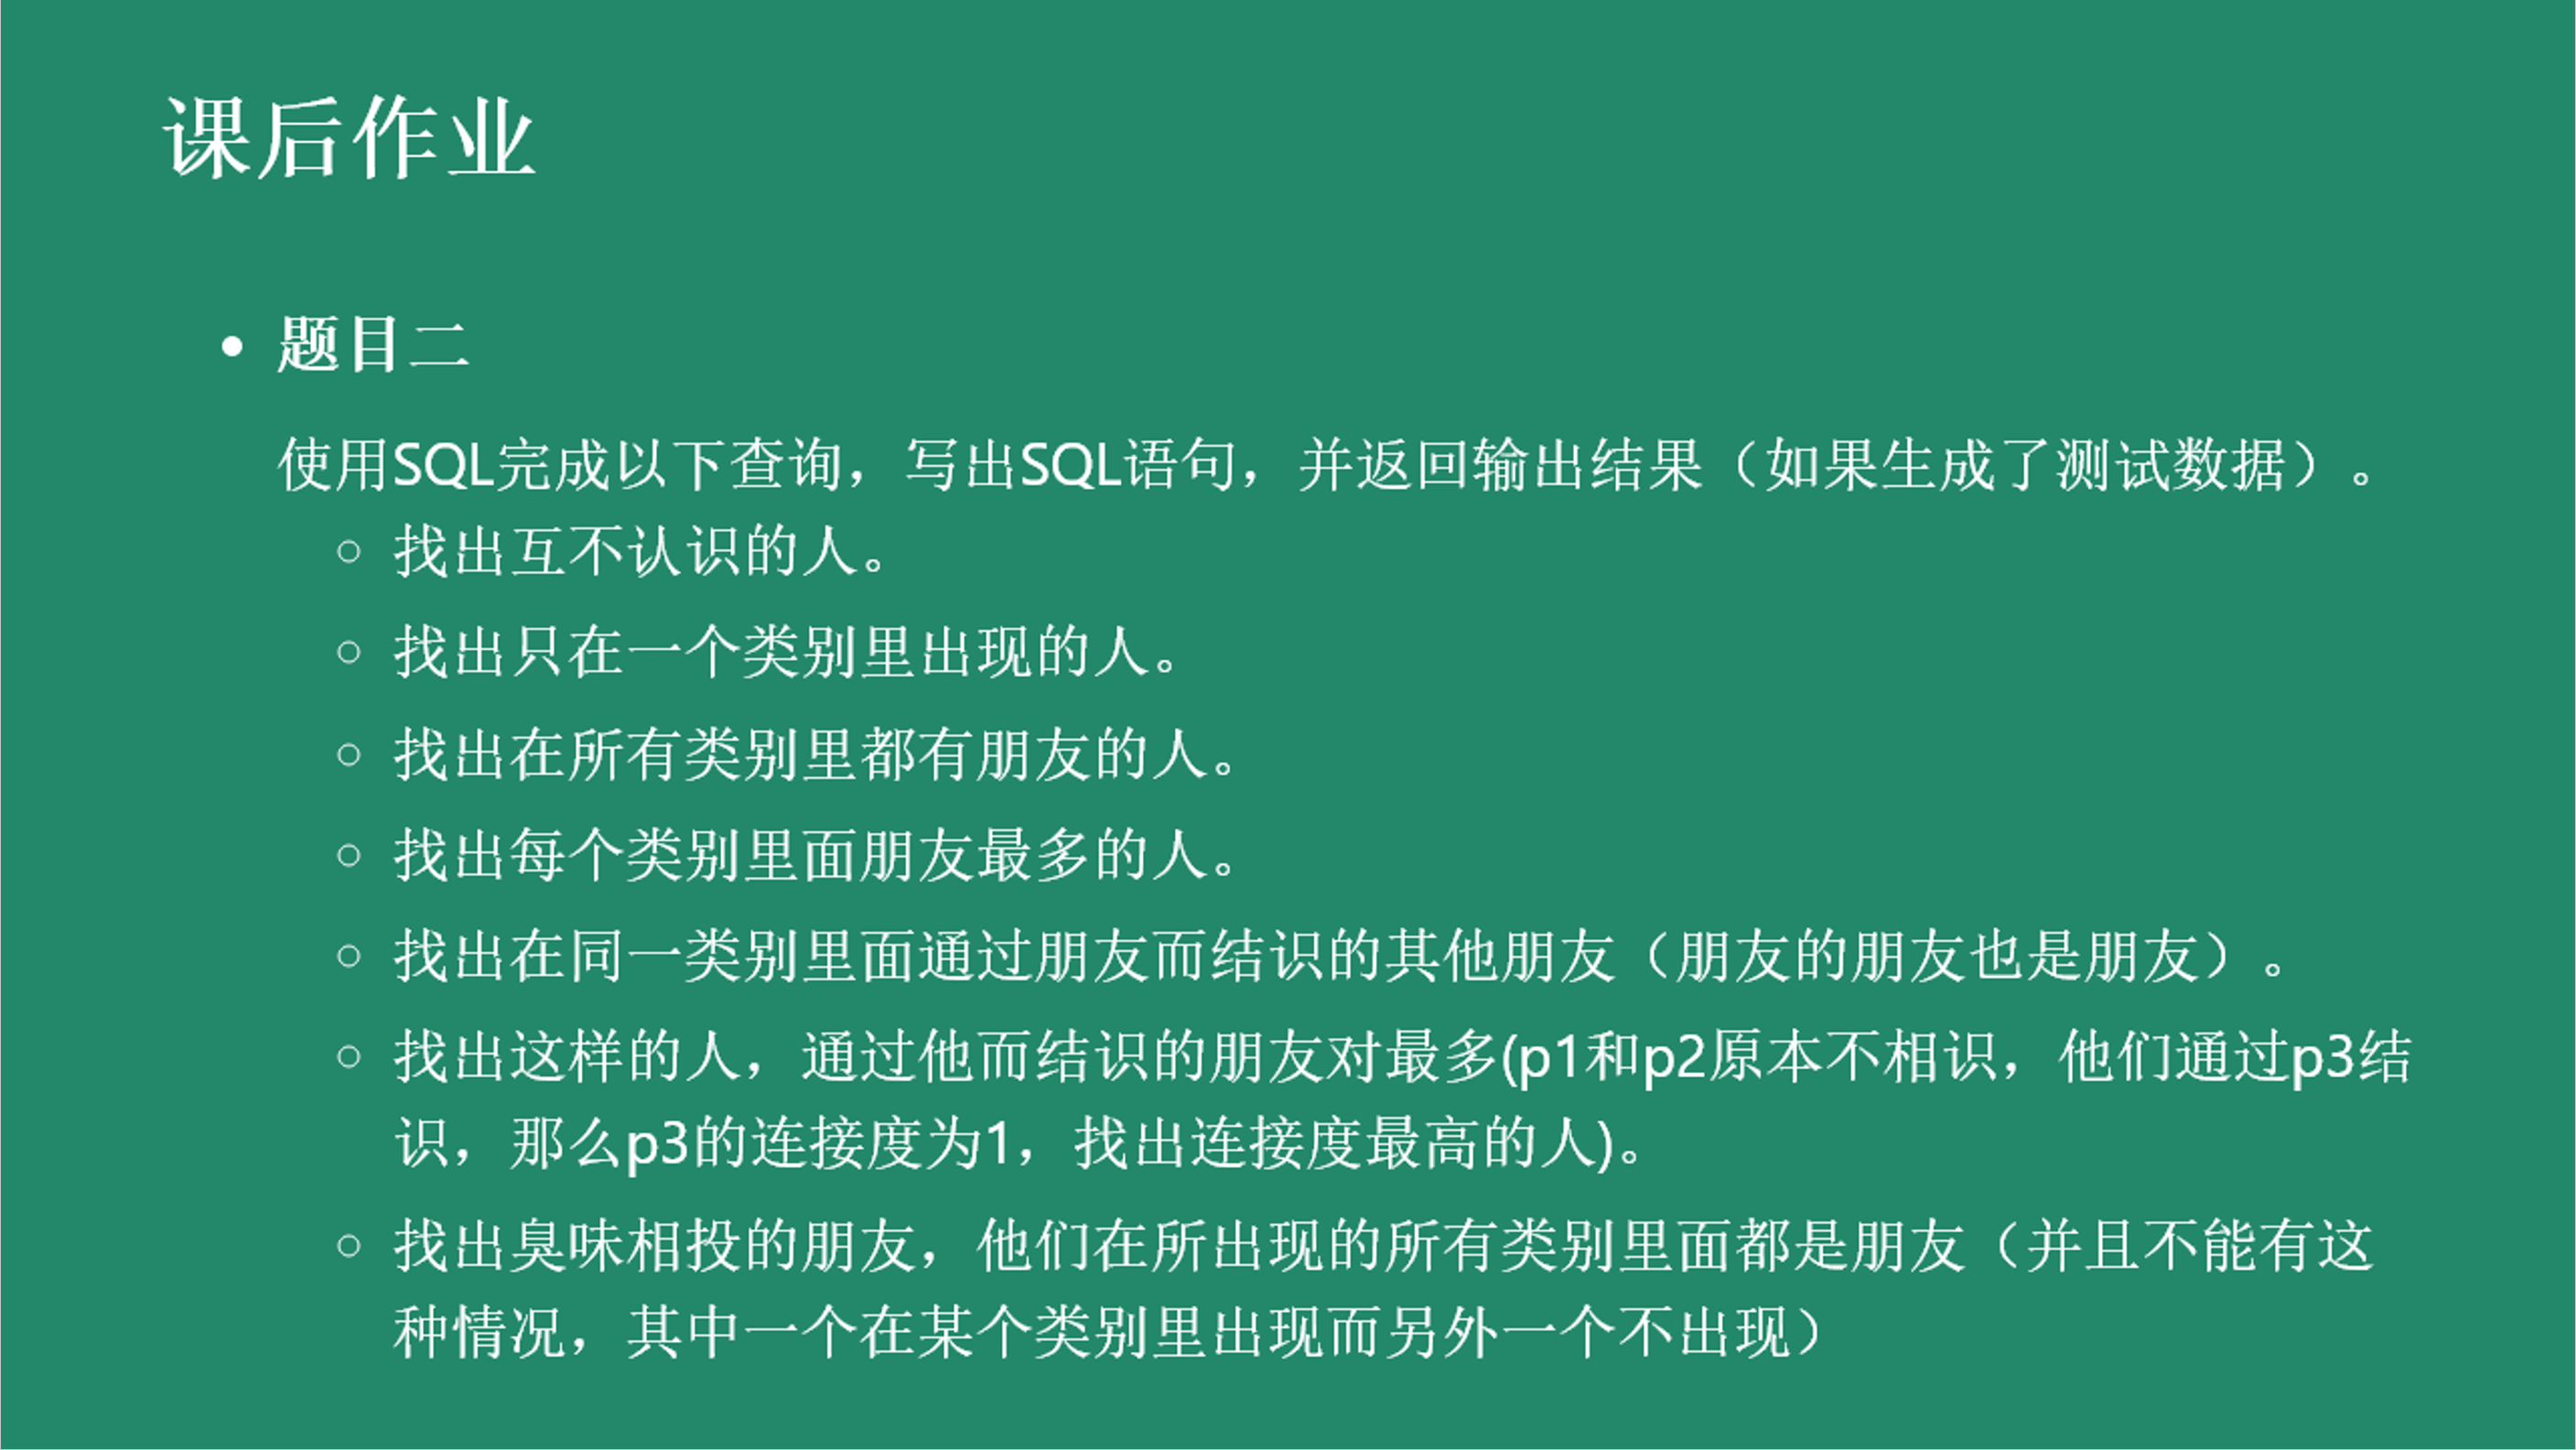 课后作业
• 题目二
使用SQL完成以下查询，写出SQL语句，并返回输出结果（如果生成了测试数据）。
○ 找出互不认识的人。
○ 找出只在一个类别里出现的人。
○ 找出在所有类别里都有朋友的人。
○ 找出每个类别里面朋友最多的人。
○ 找出在同一类别里面通过朋友而结识的其他朋友（朋友的朋友也是朋友）。
○ 找出这样的人，通过他而结识的朋友对最多(p1和p2原本不相识，他们通过p3结
识，那么p3的连接度为1，找出连接度最高的人)。
○ 找出臭味相投的朋友，他们在所出现的所有类别里面都是朋友（并且不能有这
种情况，其中一个在某个类别里出现而另外一个不出现）